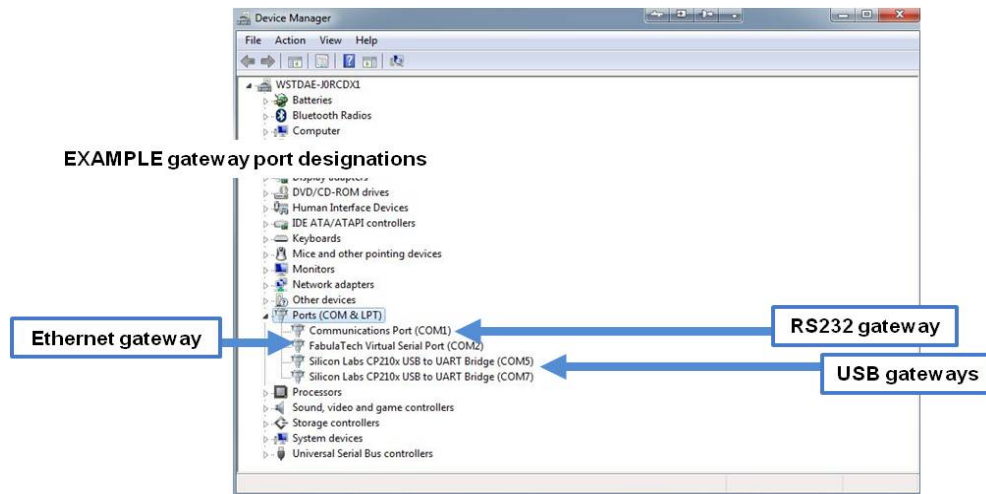 Device Manager
File Action View Help
WSTDAE-J0RCDX1
Batteries
Bluetooth Radios
Computer
EXAMPLE gateway port designations
Display adapters
DVD/CD-ROM drives
Human Interface Devices
IDE ATA/ATAPI controllers
Keyboards
Mice and other pointing devices
Monitors
Network adapters
Other devices
Ports (COM & LPT)
Communications Port (COM1)
RS232 gateway
Ethernet gateway
FabulaTech Virtual Serial Port (COM2)
Silicon Labs CP210x USB to UART Bridge (COM5)
Silicon Labs CP210x USB to UART Bridge (COM7)
USB gateways
Processors
Sound, video and game controllers
Storage controllers
System devices
Universal Serial Bus controllers